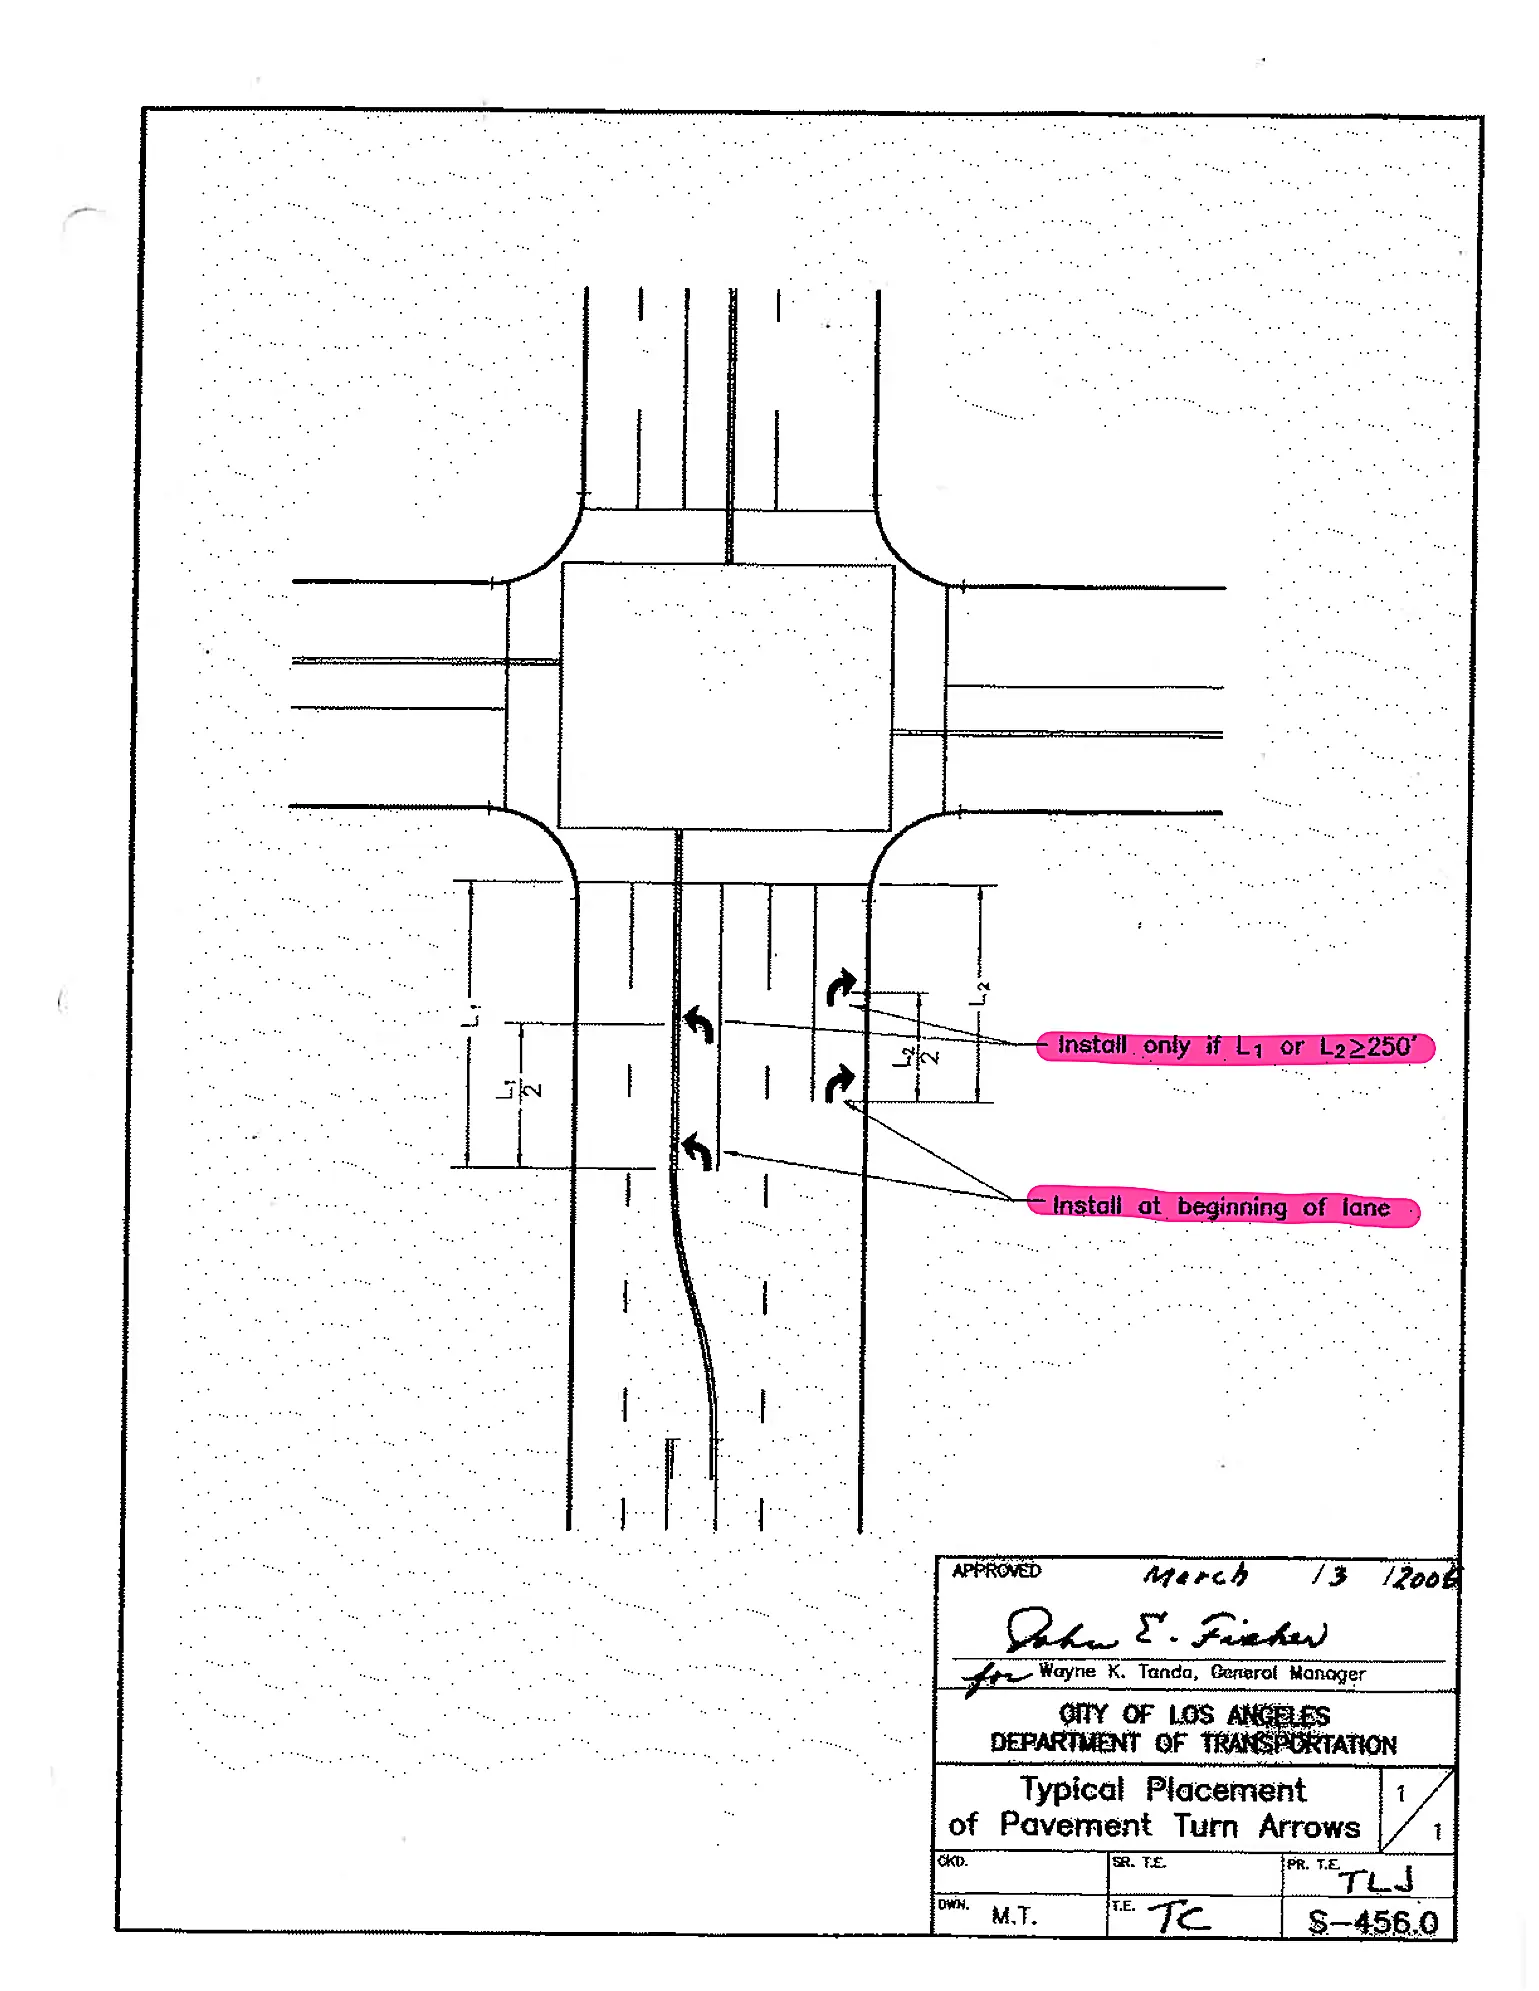 L1
L1
2
L2
L2
2
Install only if L1 or L2≥250'
Install at beginning of lane
APPROVED March 13 12006
John E. Fisher
for Wayne K. Tanda, General Manager
CITY OF LOS ANGELES
DEPARTMENT OF TRANSPORTATION
Typical Placement
of Pavement Turn Arrows
1/1
CKD.
SR. T.E.
PR. T.E. TLJ
DWN. M.T.
T.E. TC
S-456.0